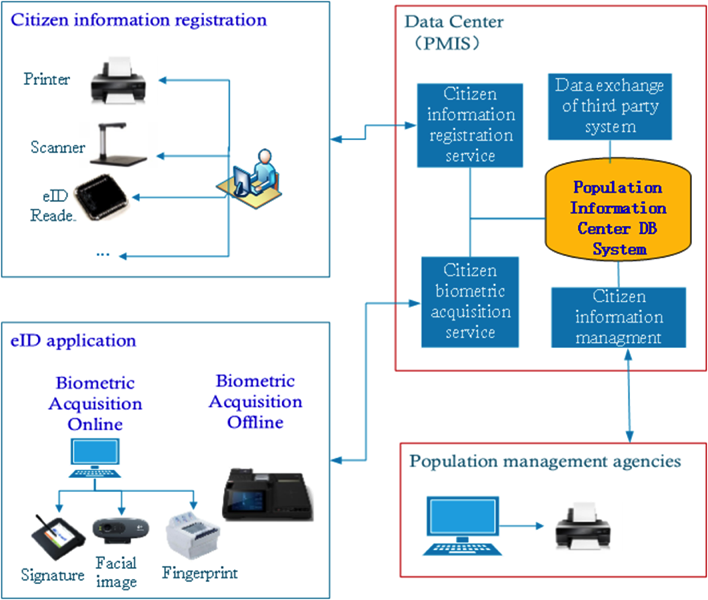 Citizen information registration
Printer
Scanner
eID
Reade.
...
Data Center
（PMIS）
Citizen
information
registration
service
Data exchange
of third party
system
Population
Information
Center DB
System
Citizen
biometric
acquisition
service
Citizen
information
managment
eID application
Biometric
Acquisition
Online
Biometric
Acquisition
Offline
Signature
Facial
image
Fingerprint
Population management agencies